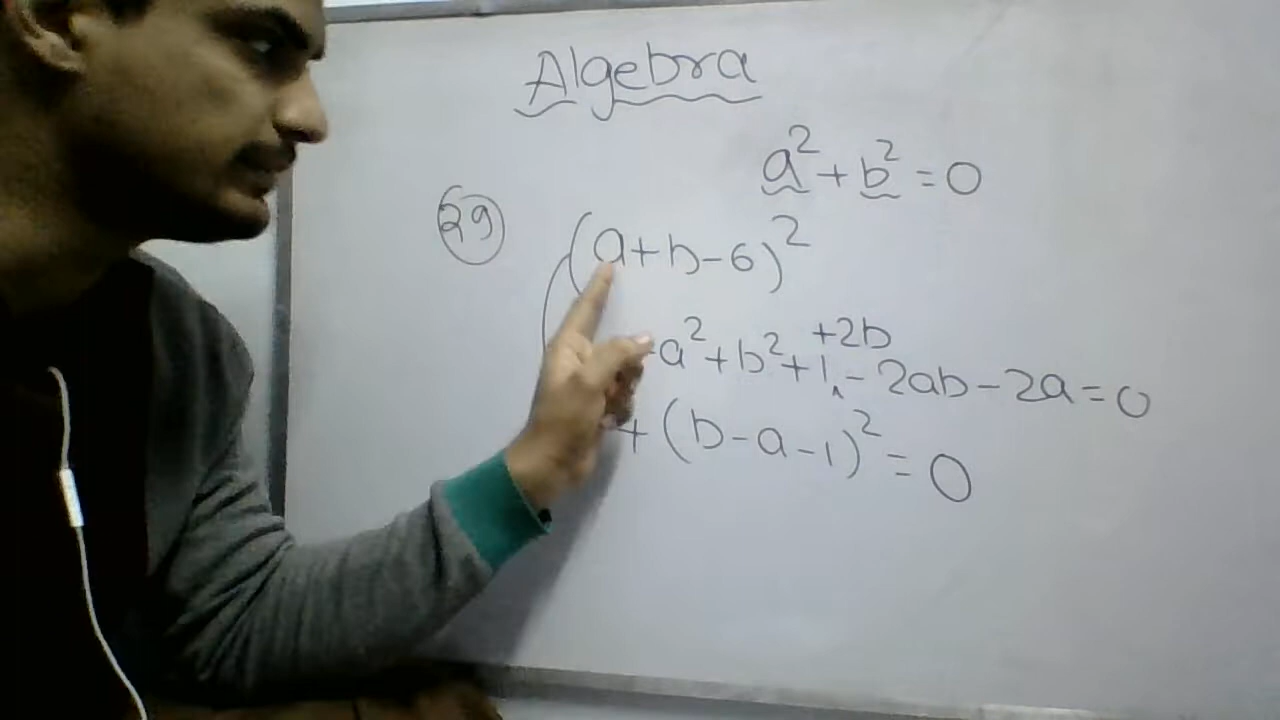 Algebra
a² + b² = 0
29
(a+b-6)²
+2b
+a²+b²+1-2ab-2a=0
+(b-a-1)²=0